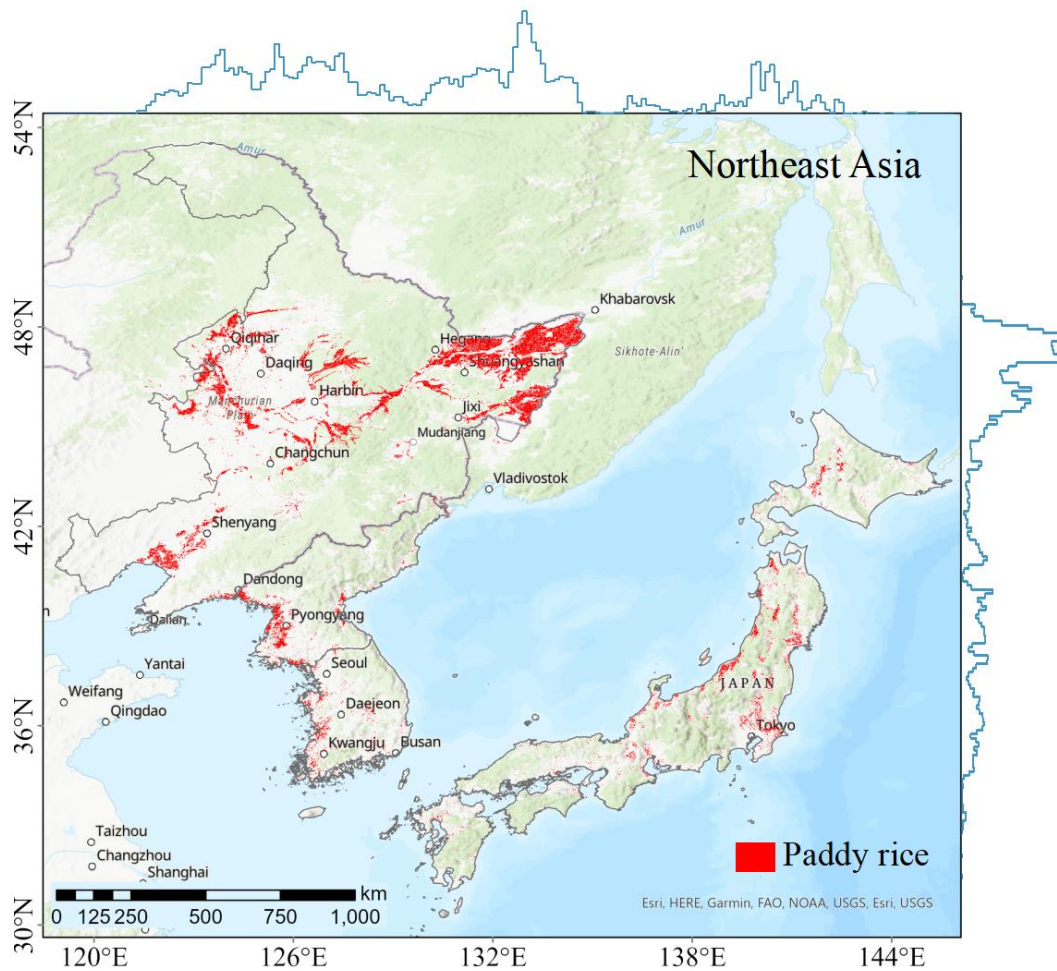 54°N
Amur
Northeast Asia
Amur
Khabarovsk
48°N
Qiqihar
Hegang
Sikhote-Alin'
Daqing
Shuangyashan
Manchurian
Plain
Harbin
Jixi
Mudanjiang
Changchun
Vladivostok
42°N
Shenyang
Dandong
Dalian
Pyongyang
Yantai
Seoul
JAPAN
Weifang
Qingdao
Daejeon
36°N
Tokyo
Kwangju
Busan
Taizhou
Changzhou
Shanghai
Paddy rice
km
0 125 250 500 750 1,000
Esri, HERE, Garmin, FAO, NOAA, USGS, Esri, USGS
30°N
120°E 126°E 132°E 138°E 144°E